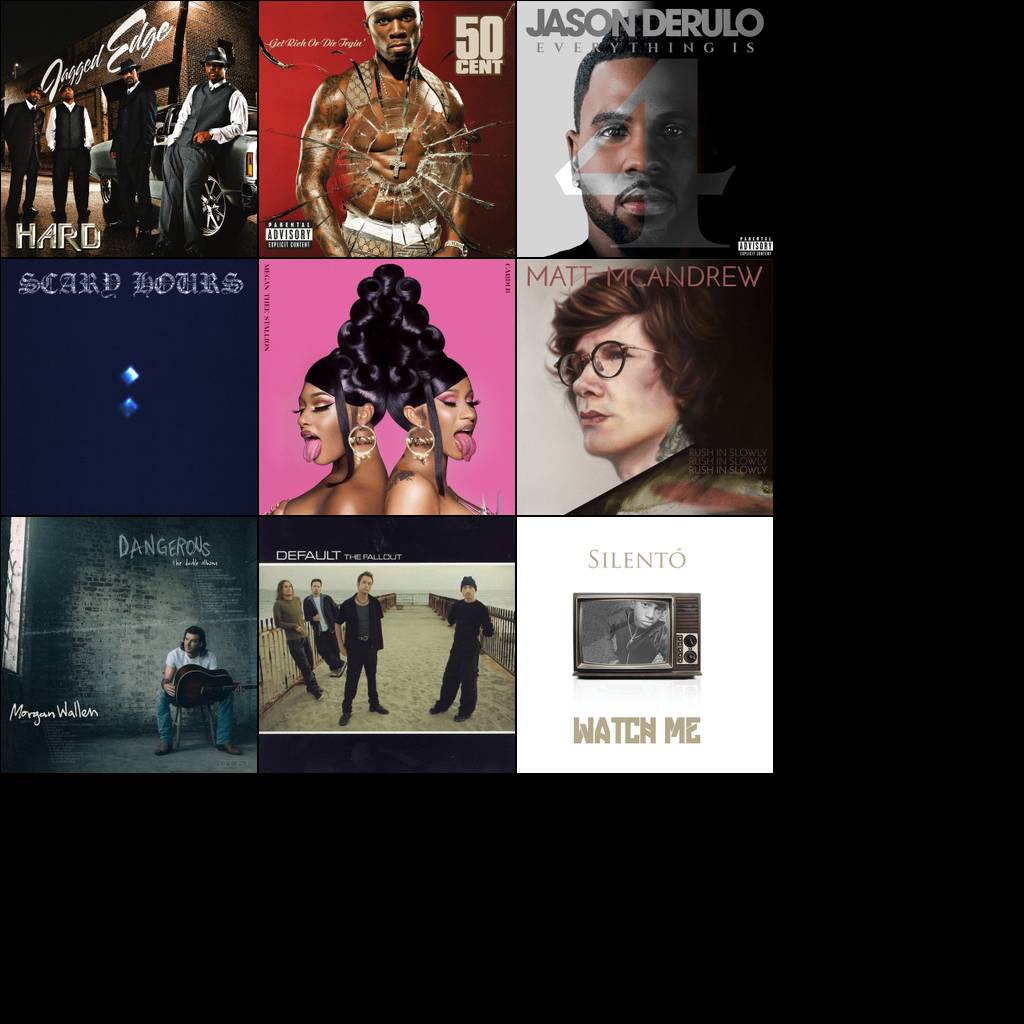 Jagged Edge
HARD
Get Rich Or Die Tryin'
50
CENT
PARENTAL
ADVISORY
EXPLICIT CONTENT
JASON DERULO
EVERYTHING IS
4
PARENTAL
ADVISORY
EXPLICIT CONTENT
SCARY HOURS
MEGAN THEE STALLION
CARDI B
MATT MCANDREW
RUSH IN SLOWLY
RUSH IN SLOWLY
RUSH IN SLOWLY
DANGEROUS
the double album
Morgan Wallen
DEFAULT THE FALLOUT
SILENTÓ
WATCH ME